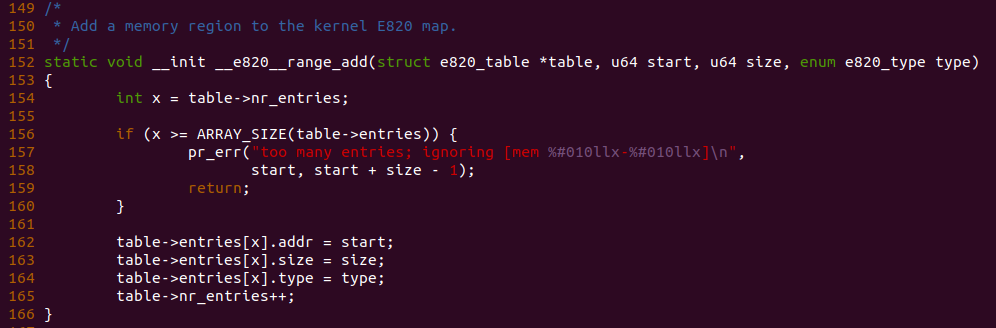 149 /*
150  * Add a memory region to the kernel E820 map.
151  */
152 static void __init __e820__range_add(struct e820_table *table, u64 start, u64 size, enum e820_type type)
153 {
154         int x = table->nr_entries;
155
156         if (x >= ARRAY_SIZE(table->entries)) {
157                 pr_err("too many entries; ignoring [mem %#010llx-%#010llx]\n",
158                        start, start + size - 1);
159                 return;
160         }
161
162         table->entries[x].addr = start;
163         table->entries[x].size = size;
164         table->entries[x].type = type;
165         table->nr_entries++;
166 }